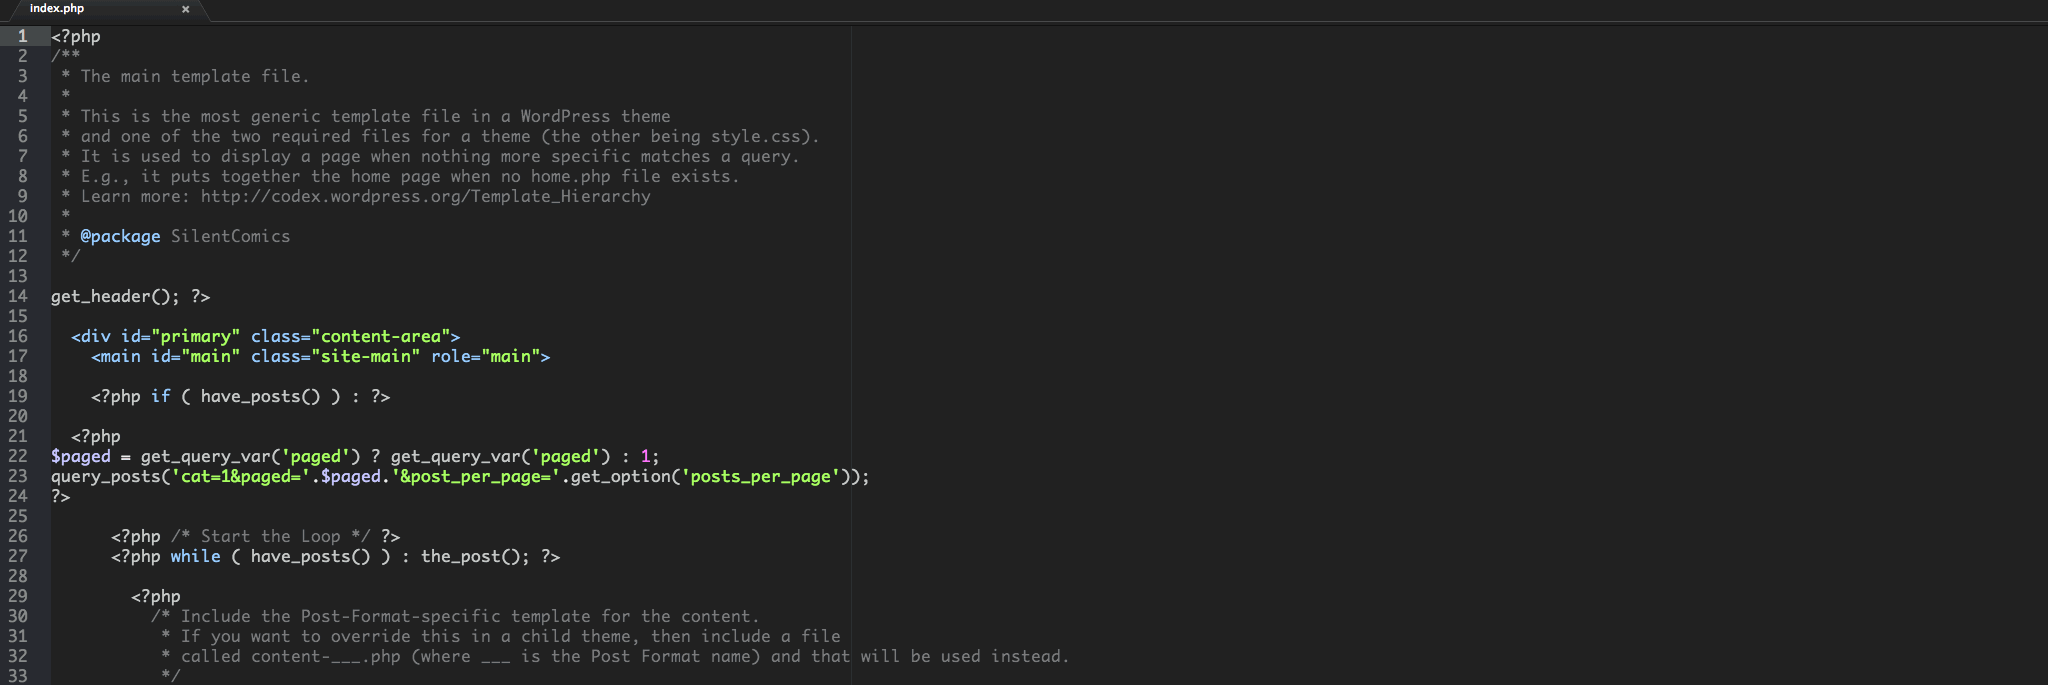 index.php ×
1 <?php
2 /**
3  * The main template file.
4  *
5  * This is the most generic template file in a WordPress theme
6  * and one of the two required files for a theme (the other being style.css).
7  * It is used to display a page when nothing more specific matches a query.
8  * E.g., it puts together the home page when no home.php file exists.
9  * Learn more: http://codex.wordpress.org/Template_Hierarchy
10  *
11  * @package SilentComics
12  */
13
14 get_header(); ?>
15
16   <div id="primary" class="content-area">
17     <main id="main" class="site-main" role="main">
18
19     <?php if ( have_posts() ) : ?>
20
21   <?php
22 $paged = get_query_var('paged') ? get_query_var('paged') : 1;
23 query_posts('cat=1&paged='.$paged.'&post_per_page='.get_option('posts_per_page'));
24 ?>
25
26       <?php /* Start the Loop */ ?>
27       <?php while ( have_posts() ) : the_post(); ?>
28
29         <?php
30           /* Include the Post-Format-specific template for the content.
31            * If you want to override this in a child theme, then include a file
32            * called content-___.php (where ___ is the Post Format name) and that will be used instead.
33            */